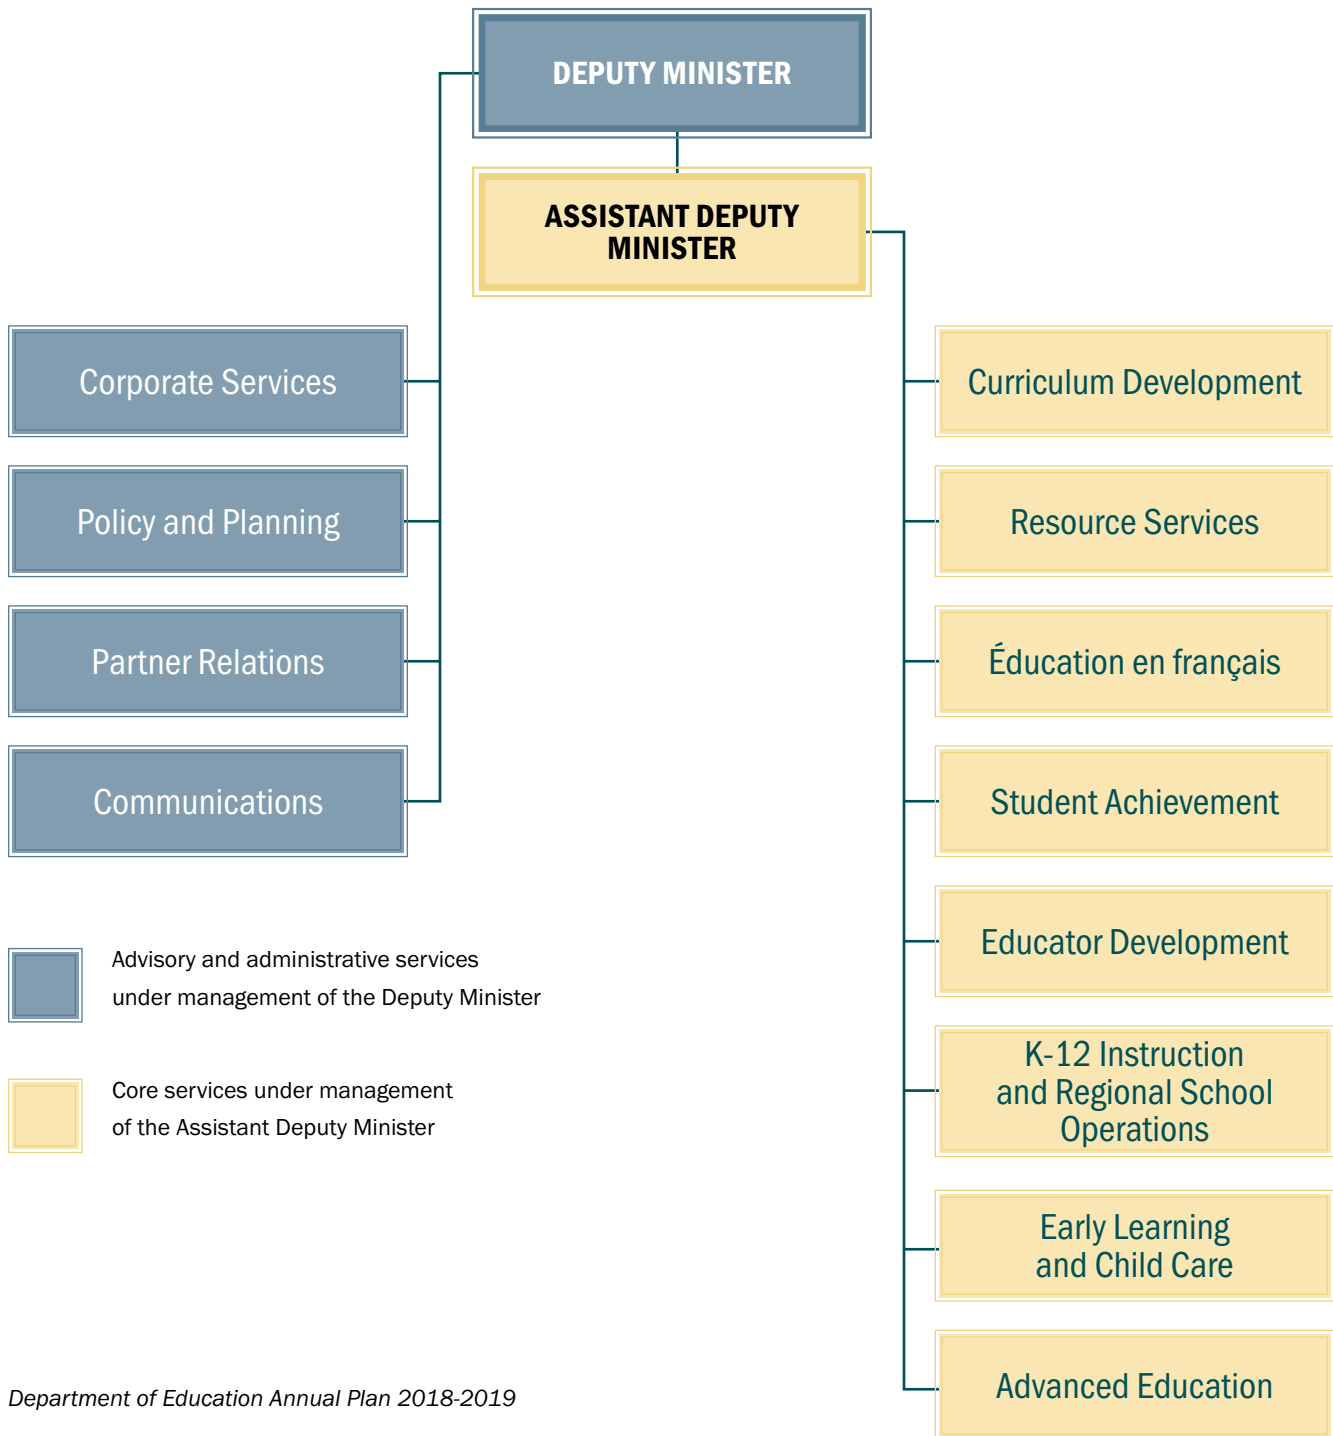 DEPUTY MINISTER
ASSISTANT DEPUTY
MINISTER
Corporate Services
Policy and Planning
Partner Relations
Communications
Curriculum Development
Resource Services
Éducation en français
Student Achievement
Educator Development
K-12 Instruction
and Regional School
Operations
Early Learning
and Child Care
Advanced Education
Advisory and administrative services
under management of the Deputy Minister
Core services under management
of the Assistant Deputy Minister
Department of Education Annual Plan 2018-2019